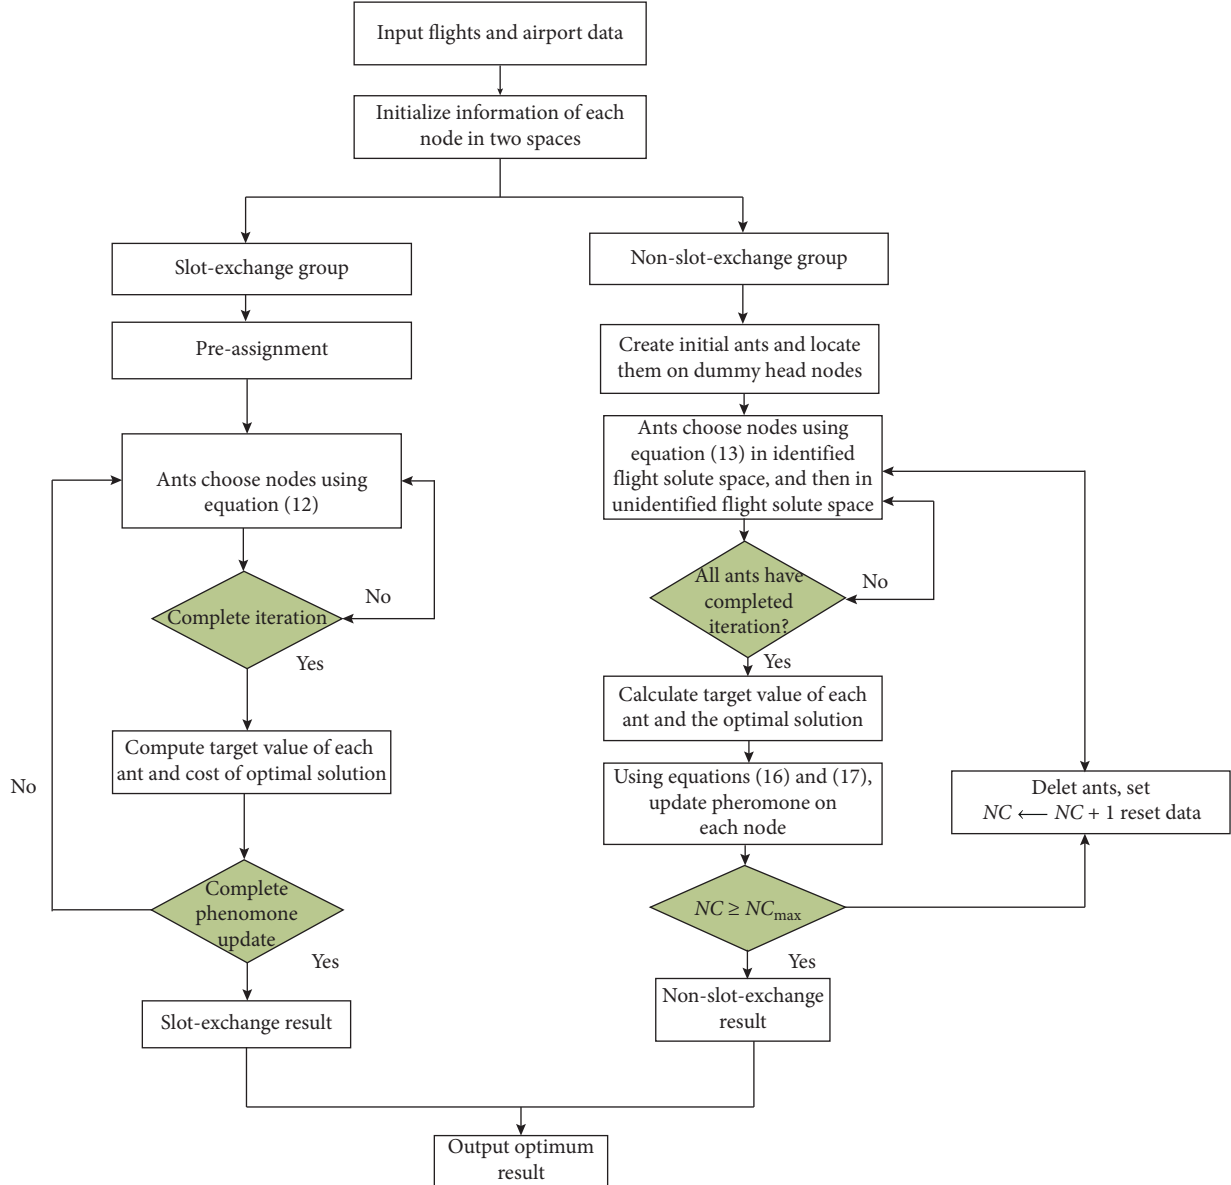 Input flights and airport data
Initialize information of each
node in two spaces
Slot-exchange group
Pre-assignment
Ants choose nodes using
equation (12)
No
Complete iteration
Yes
Compute target value of each
ant and cost of optimal solution
No
Complete
phenomone
update
Yes
Slot-exchange result
Non-slot-exchange group
Create initial ants and locate
them on dummy head nodes
Ants choose nodes using
equation (13) in identified
flight solute space, and then in
unidentified flight solute space
All ants have
completed
iteration?
No
Yes
Calculate target value of each
ant and the optimal solution
Using equations (16) and (17),
update pheromone on
each node
Delet ants, set
NC ⟵ NC + 1 reset data
NC ≥ NCmax
Yes
Non-slot-exchange
result
Output optimum
result